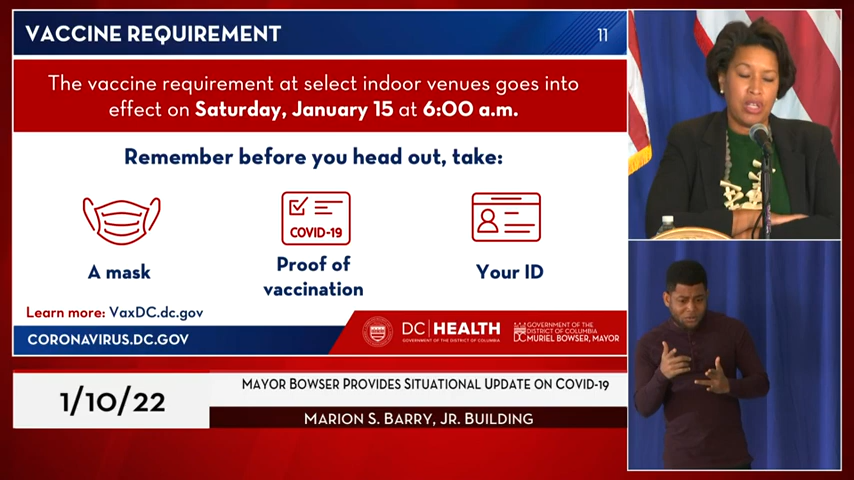 VACCINE REQUIREMENT
11
The vaccine requirement at select indoor venues goes into
effect on Saturday, January 15 at 6:00 a.m.
Remember before you head out, take:
COVID-19
A mask
Proof of
vaccination
Your ID
Learn more: VaxDC.dc.gov
CORONAVIRUS.DC.GOV
DC HEALTH
GOVERNMENT OF THE DISTRICT OF COLUMBIA
GOVERNMENT OF THE
DISTRICT OF COLUMBIA
MURIEL BOWSER, MAYOR
1/10/22
MAYOR BOWSER PROVIDES SITUATIONAL UPDATE ON COVID-19
MARION S. BARRY, JR. BUILDING